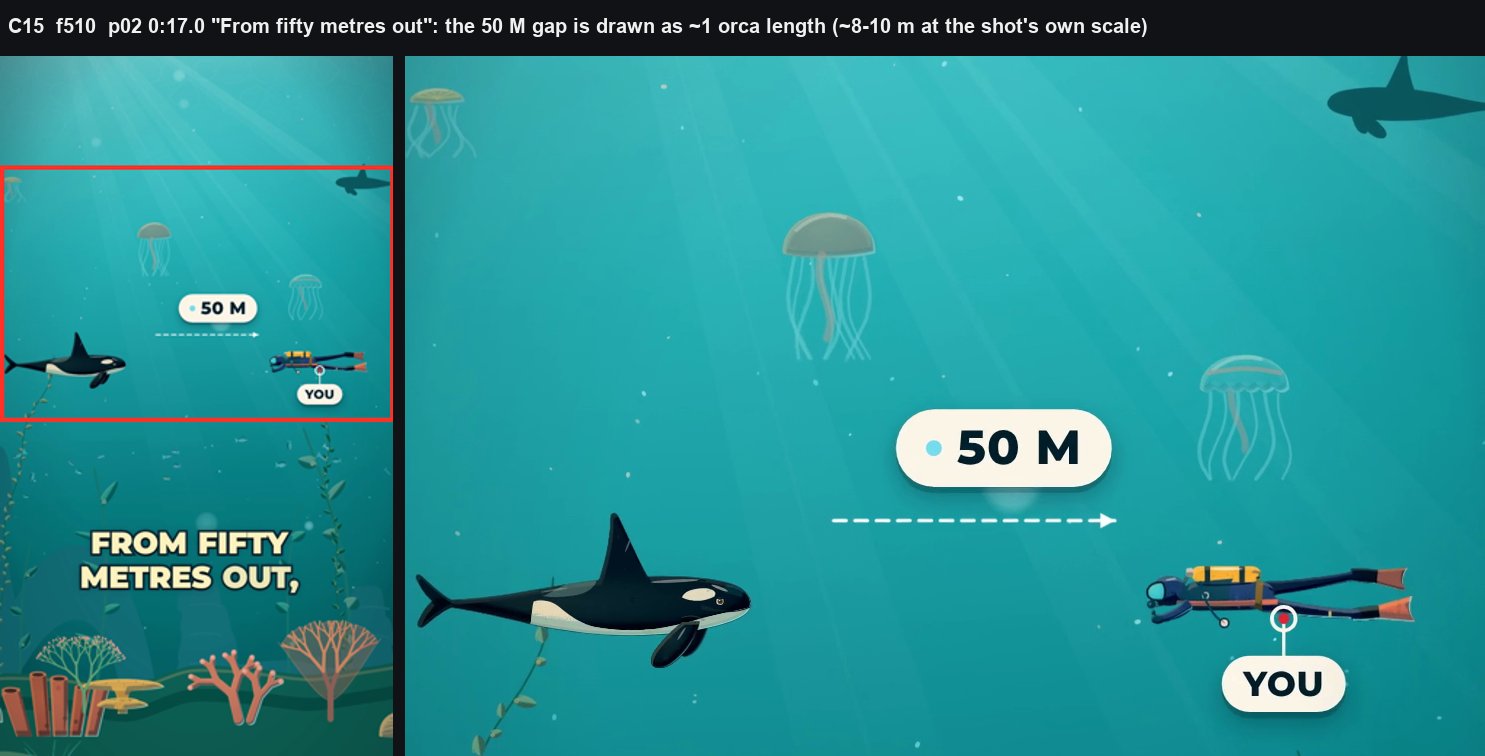 C15 f510 p02 0:17.0 "From fifty metres out": the 50 M gap is drawn as ~1 orca length (~8-10 m at the shot's own scale)
50 M
YOU
FROM FIFTY
METRES OUT,
50 M
YOU